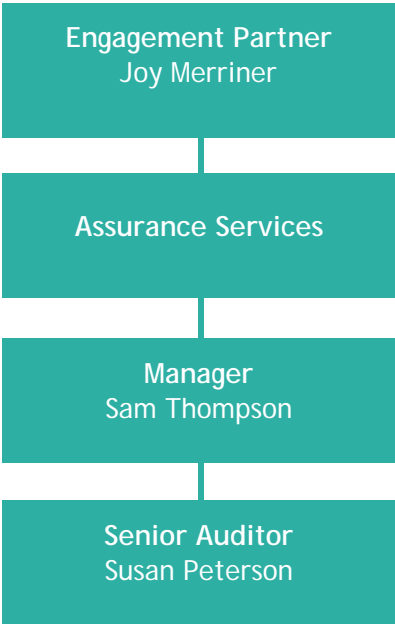 Engagement Partner
Joy Merriner
Assurance Services
Manager
Sam Thompson
Senior Auditor
Susan Peterson